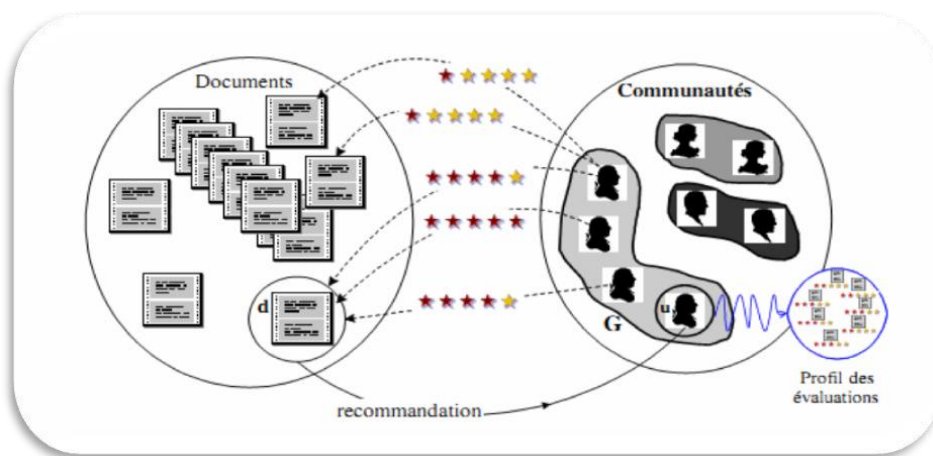 Documents
Communautés
d
u
G
recommandation
Profil des
évaluations